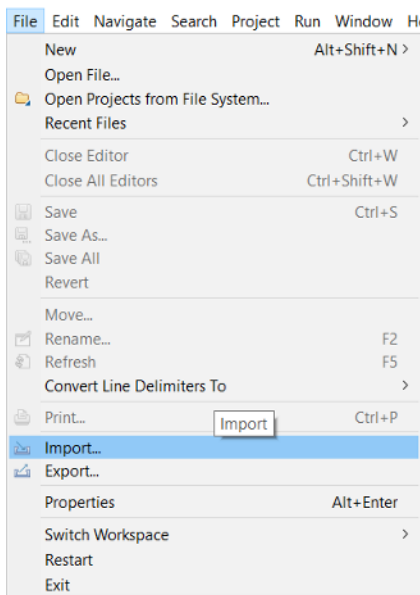 File Edit Navigate Search Project Run Window
New Alt+Shift+N >
Open File...
Open Projects from File System...
Recent Files >
Close Editor Ctrl+W
Close All Editors Ctrl+Shift+W
Save Ctrl+S
Save As...
Save All
Revert
Move...
Rename... F2
Refresh F5
Convert Line Delimiters To >
Print... Ctrl+P
Import
Import...
Export...
Properties Alt+Enter
Switch Workspace >
Restart
Exit